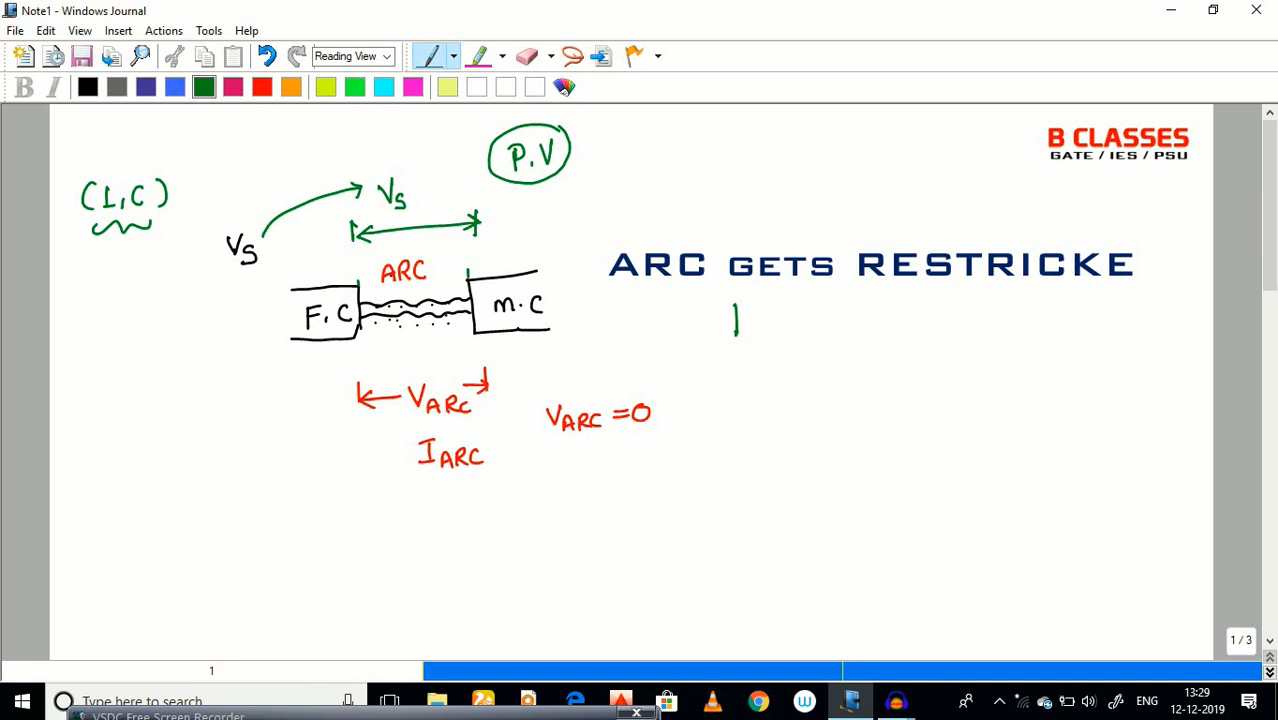 Note1 - Windows Journal
File Edit View Insert Actions Tools Help
Reading View
B I
P.V
B CLASSES
GATE / IES / PSU
(I,C)
Vs
Vs
ARC
ARC GETS RESTRICKE
F.C
m.C
VARC
VARC =0
IARC
1 / 3
1
Type here to search
ENG
13:29
12-12-2019
VSDC Free Screen Recorder